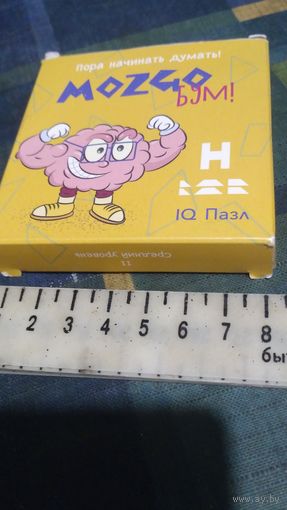 Пора начинать думать!
MOZGO
БУМ!
H
IQ Пазл
11
Средний уровень
2 3 4 5 6 7 8
быт
www.ay.by